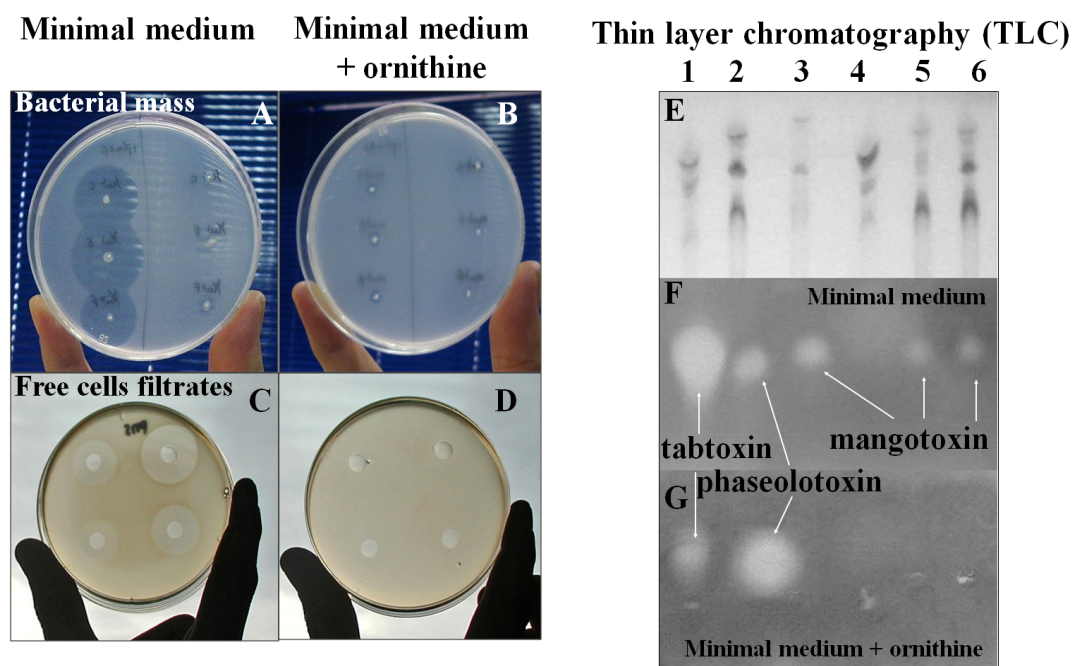 Minimal medium
Minimal medium
+ ornithine
Bacterial mass
A
B
Free cells filtrates
C
D
Thin layer chromatography (TLC)
1 2 3 4 5 6
E
F
Minimal medium
tabtoxin
mangotoxin
phaseolotoxin
G
Minimal medium + ornithine